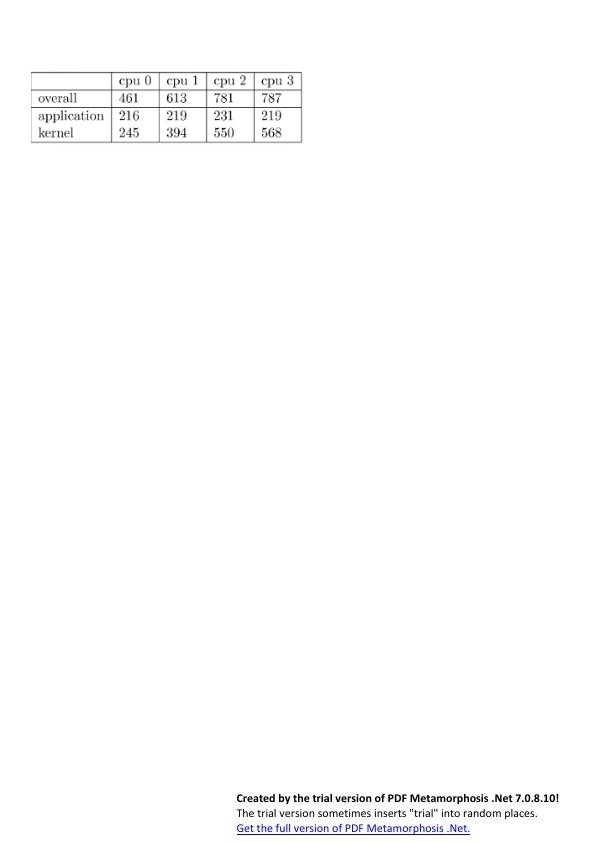 cpu 0 cpu 1 cpu 2 cpu 3
overall 461 613 781 787
application 216 219 231 219
kernel 245 394 550 568
Created by the trial version of PDF Metamorphosis .Net 7.0.8.10!
The trial version sometimes inserts "trial" into random places.
Get the full version of PDF Metamorphosis .Net.